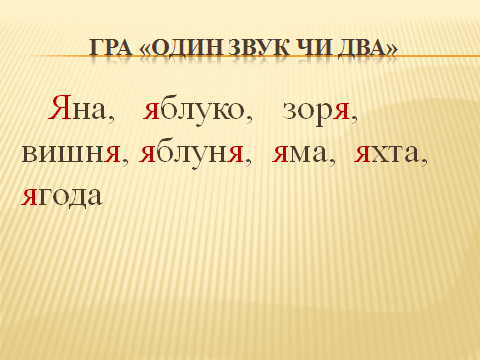 ГРА «ОДИН ЗВУК ЧИ ДВА»
Яна, яблуко, зоря,
вишня, яблуня, яма, яхта,
ягода